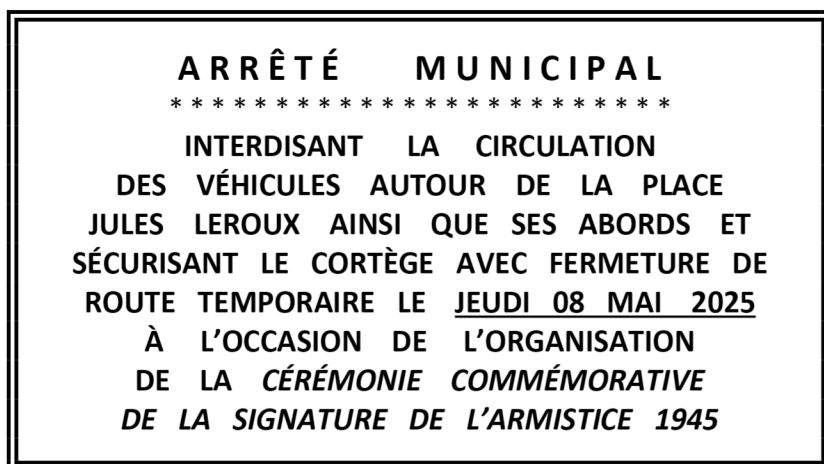 ARRÊTÉ MUNICIPAL
* * * * * * * * * * * * * * * * * * * * * * * *
INTERDISANT LA CIRCULATION
DES VÉHICULES AUTOUR DE LA PLACE
JULES LEROUX AINSI QUE SES ABORDS ET
SÉCURISANT LE CORTÈGE AVEC FERMETURE DE
ROUTE TEMPORAIRE LE JEUDI 08 MAI 2025
À L’OCCASION DE L’ORGANISATION
DE LA CÉRÉMONIE COMMÉMORATIVE
DE LA SIGNATURE DE L’ARMISTICE 1945